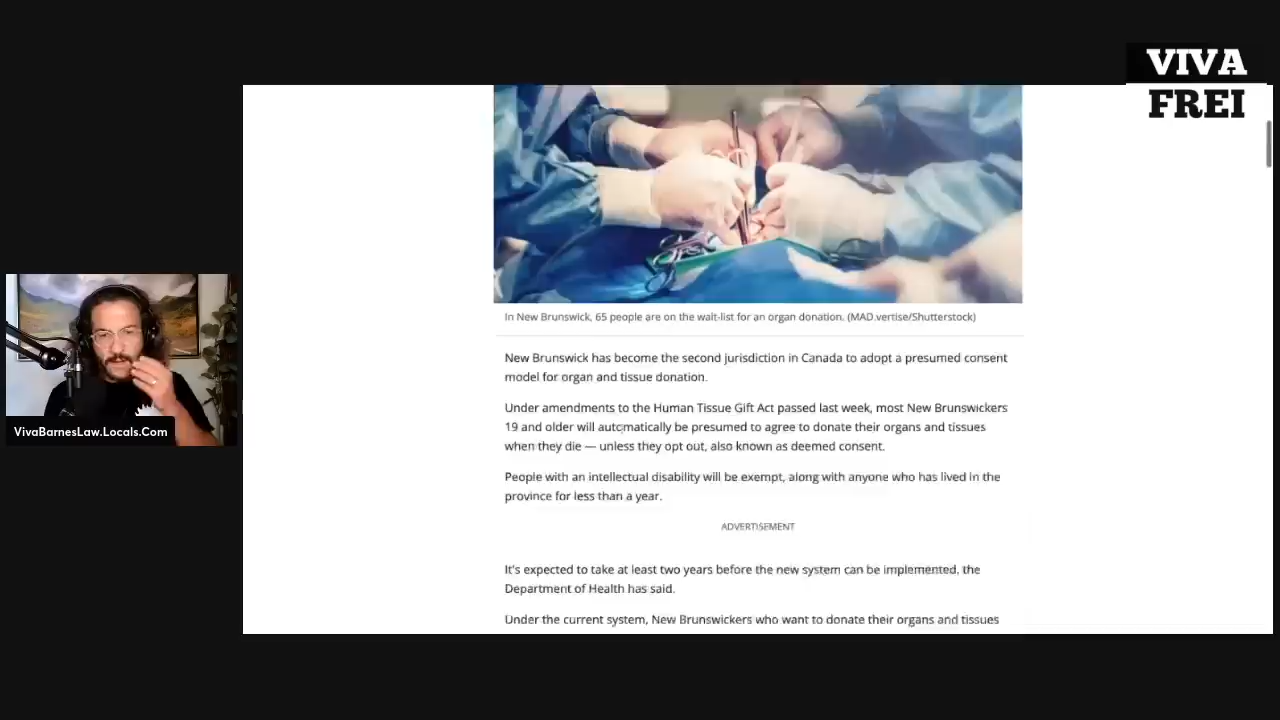 VIVA
FREI
In New Brunswick, 65 people are on the wait-list for an organ donation. (MAD.vertise/Shutterstock)
New Brunswick has become the second jurisdiction in Canada to adopt a presumed consent
model for organ and tissue donation.
Under amendments to the Human Tissue Gift Act passed last week, most New Brunswickers
19 and older will automatically be presumed to agree to donate their organs and tissues
when they die — unless they opt out, also known as deemed consent.
People with an intellectual disability will be exempt, along with anyone who has lived in the
province for less than a year.
ADVERTISEMENT
It's expected to take at least two years before the new system can be implemented, the
Department of Health has said.
Under the current system, New Brunswickers who want to donate their organs and tissues
VivaBarnesLaw.Locals.Com